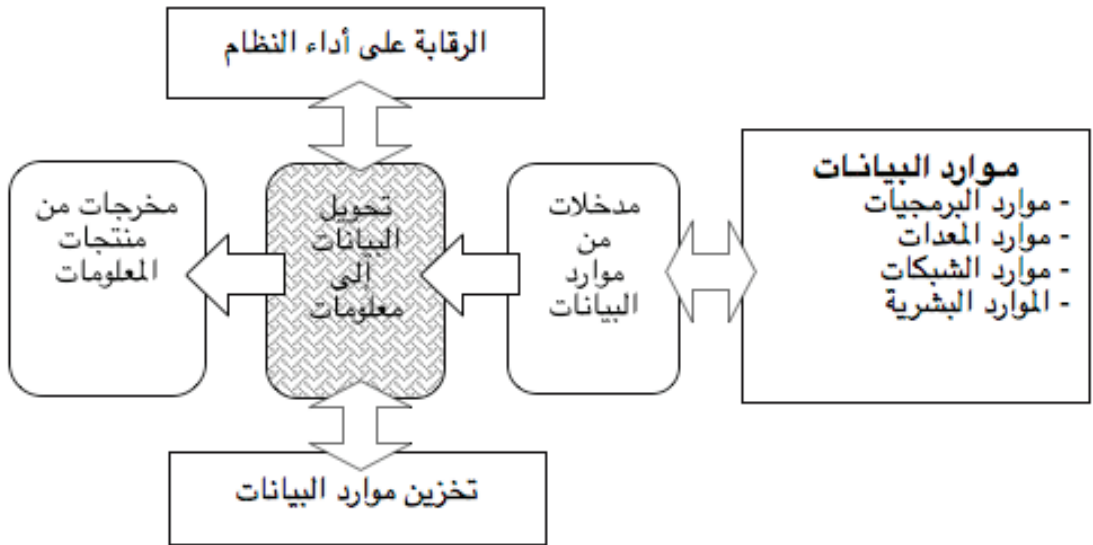 الرقابة على أداء النظام
موارد البيانات
- موارد البرمجيات
- موارد المعدات
- موارد الشبكات
- الموارد البشرية
مدخلات
من
موارد
البيانات
تحويل
البيانات
إلى
معلومات
مخرجات من
منتجات
المعلومات
تخزين موارد البيانات